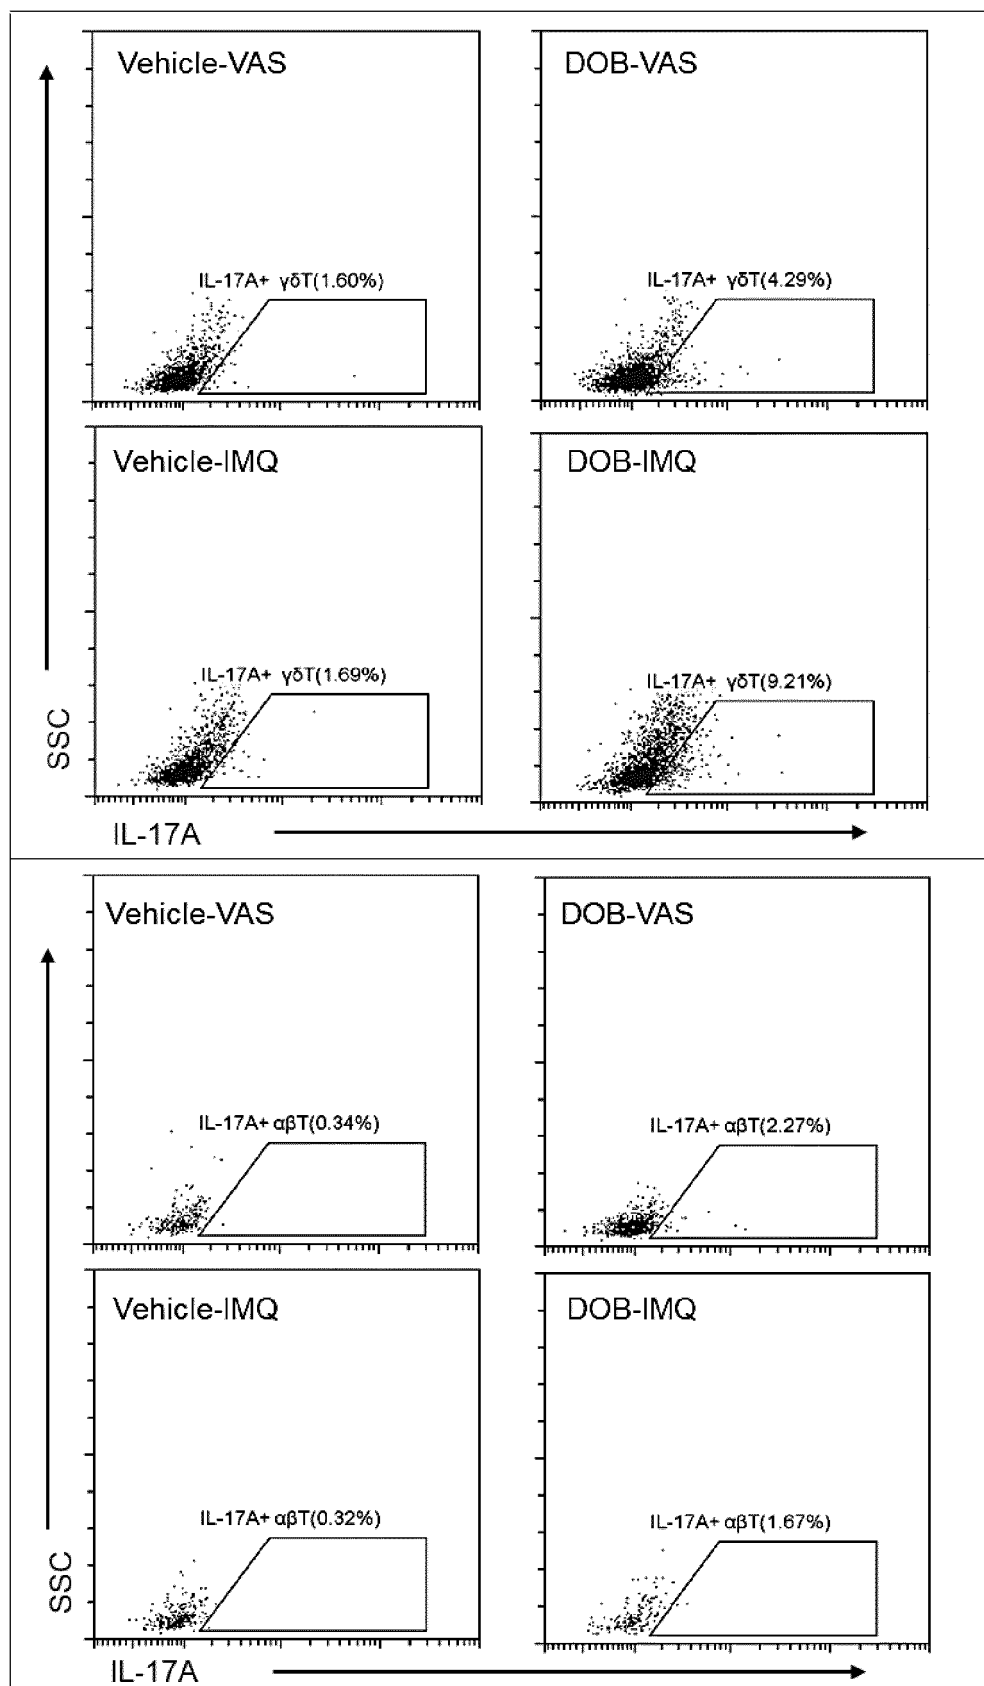 Vehicle-VAS
DOB-VAS
IL-17A+ γδT(1.60%)
IL-17A+ γδT(4.29%)
Vehicle-IMQ
DOB-IMQ
IL-17A+ γδT(1.69%)
IL-17A+ γδT(9.21%)
SSC
IL-17A
Vehicle-VAS
DOB-VAS
IL-17A+ αβT(0.34%)
IL-17A+ αβT(2.27%)
Vehicle-IMQ
DOB-IMQ
IL-17A+ αβT(0.32%)
IL-17A+ αβT(1.67%)
SSC
IL-17A